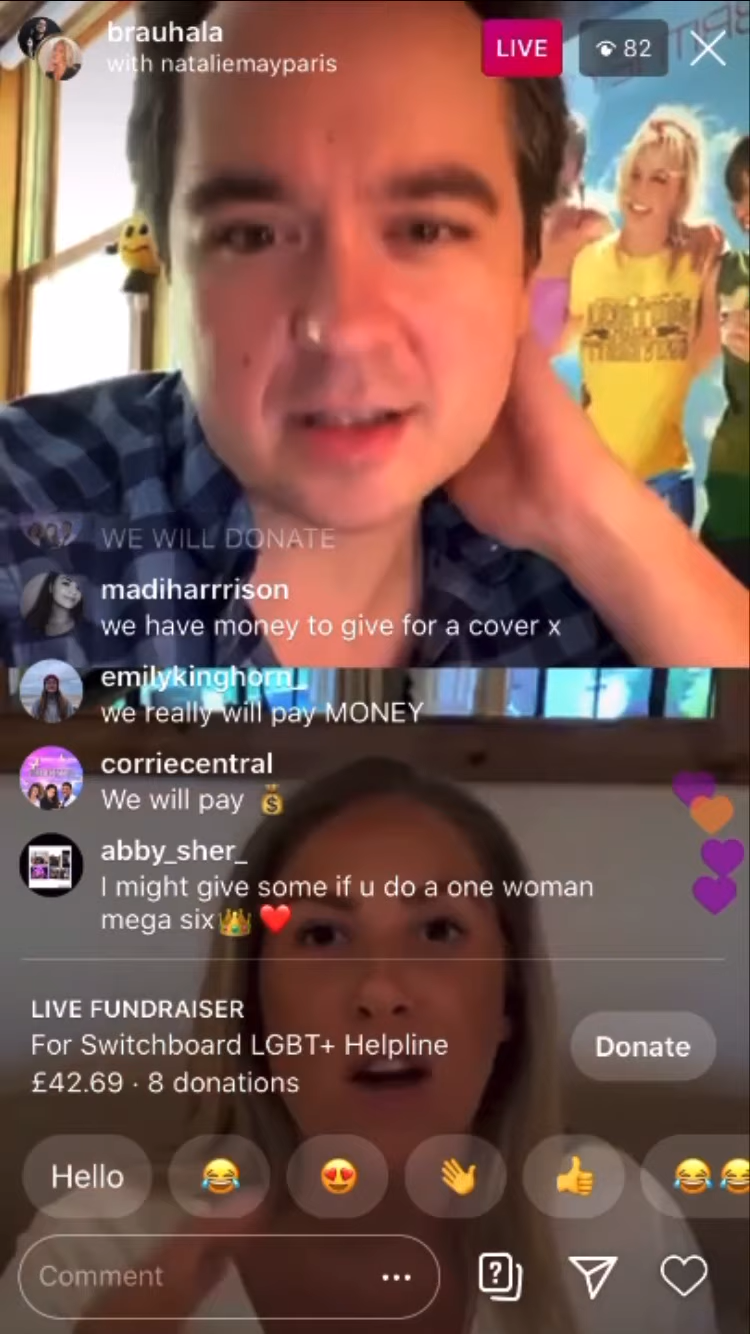 brauhala
with nataliemayparis
LIVE
82
WE WILL DONATE
madiharrrison
we have money to give for a cover x
emilykinghorn_
we really will pay MONEY
corriecentral
We will pay 💰
abby_sher_
I might give some if u do a one woman
mega six👑❤️
LIVE FUNDRAISER
For Switchboard LGBT+ Helpline
£42.69 · 8 donations
Donate
Hello 😂 😍 👋 👍 😂😂
Comment